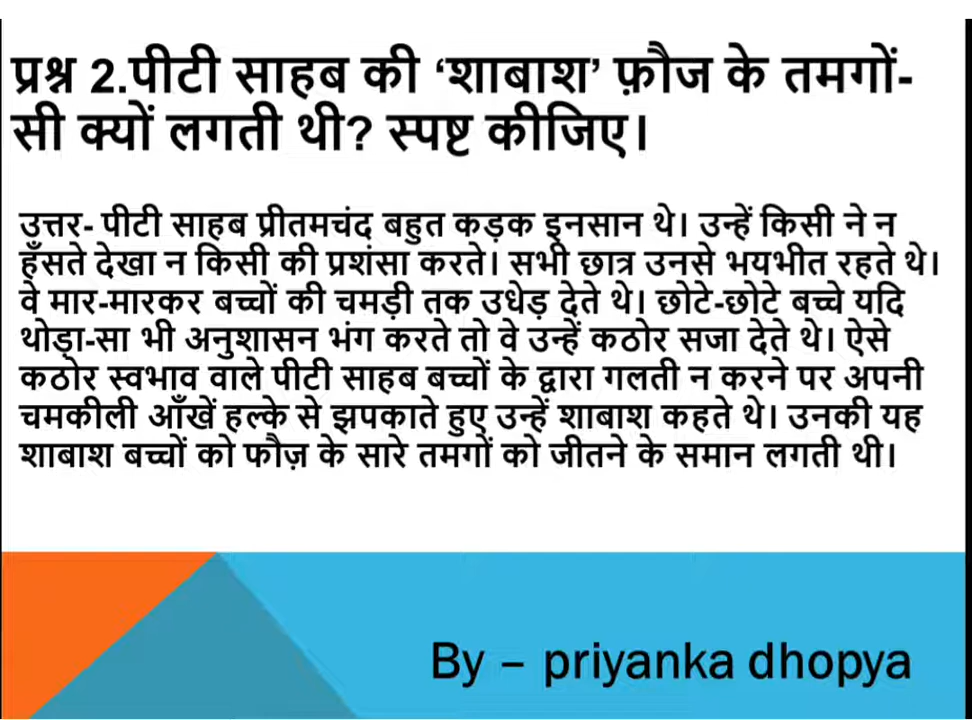 प्रश्न 2.पीटी साहब की ‘शाबाश’ फ़ौज के तमगों-
सी क्यों लगती थी? स्पष्ट कीजिए।
उत्तर- पीटी साहब प्रीतमचंद बहुत कड़क इनसान थे। उन्हें किसी ने न
हँसते देखा न किसी की प्रशंसा करते। सभी छात्र उनसे भयभीत रहते थे।
वे मार-मारकर बच्चों की चमड़ी तक उधेड़ देते थे। छोटे-छोटे बच्चे यदि
थोड़ा-सा भी अनुशासन भंग करते तो वे उन्हें कठोर सजा देते थे। ऐसे
कठोर स्वभाव वाले पीटी साहब बच्चों के द्वारा गलती न करने पर अपनी
चमकीली आँखें हल्के से झपकाते हुए उन्हें शाबाश कहते थे। उनकी यह
शाबाश बच्चों को फौज़ के सारे तमगों को जीतने के समान लगती थी।
By – priyanka dhopya